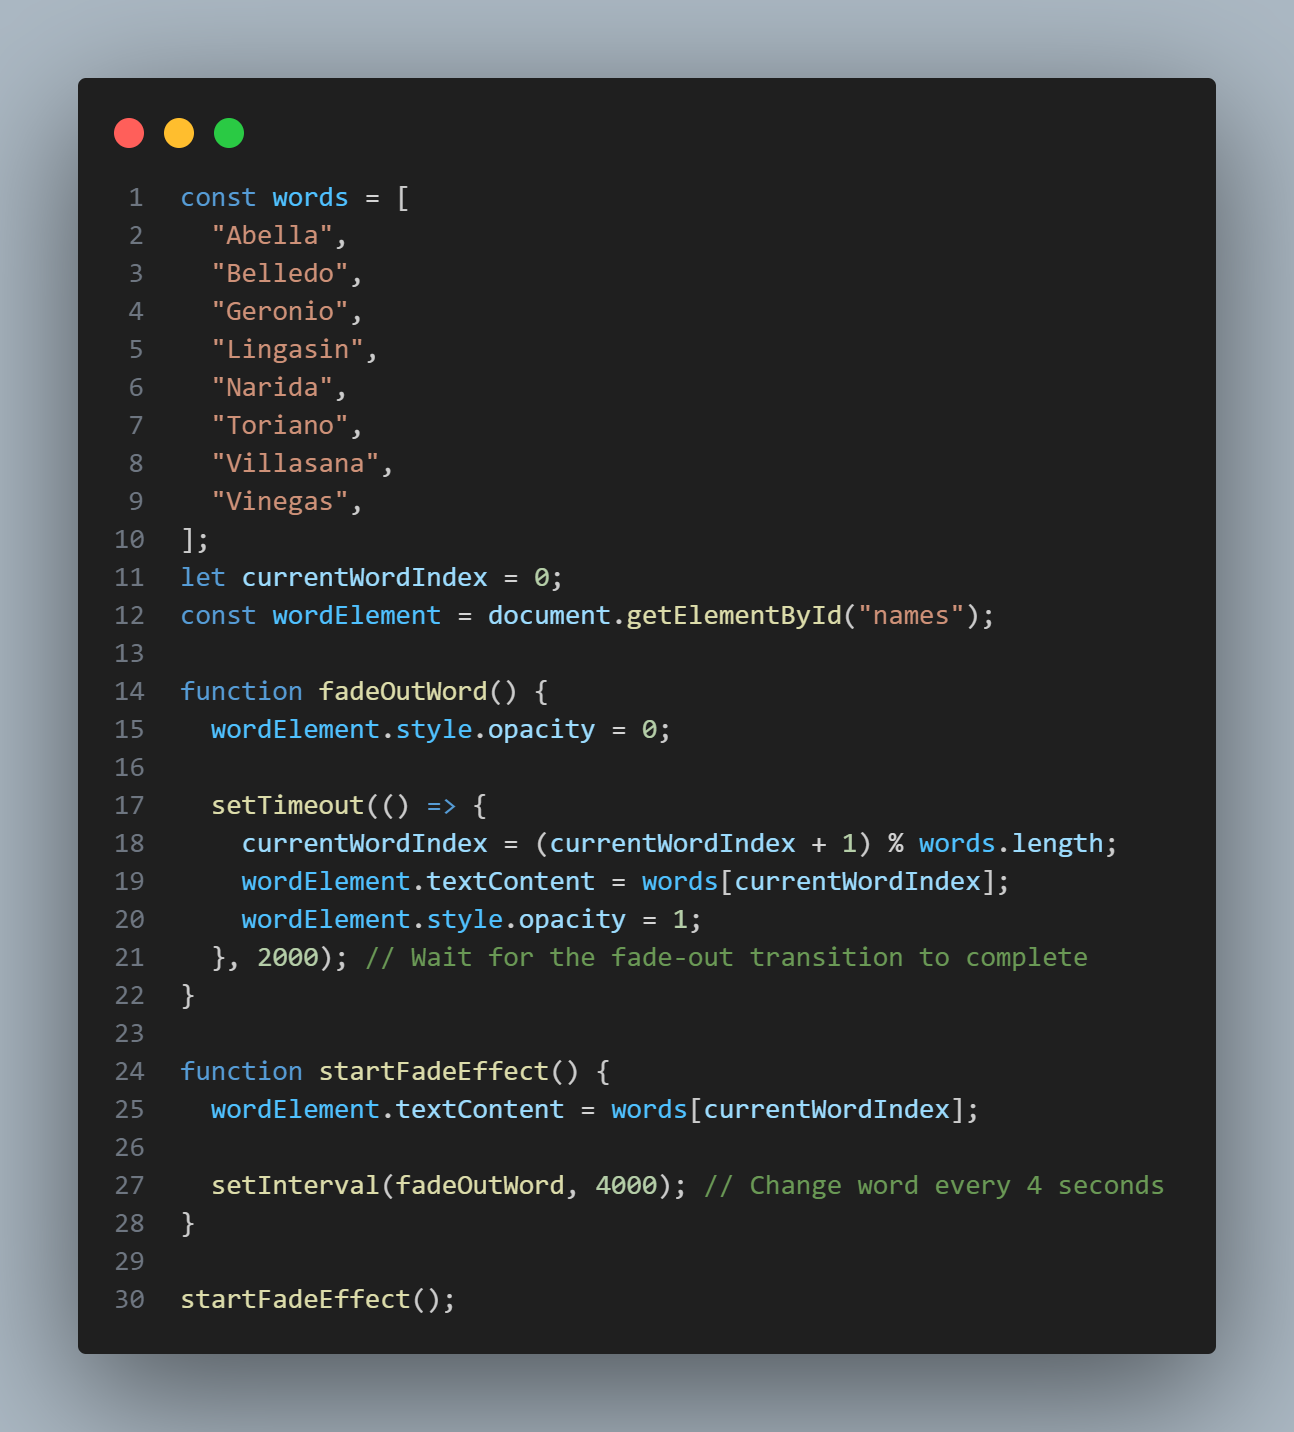 1 const words = [
2   "Abella",
3   "Belledo",
4   "Geronio",
5   "Lingasin",
6   "Narida",
7   "Toriano",
8   "Villasana",
9   "Vinegas",
10 ];
11 let currentWordIndex = 0;
12 const wordElement = document.getElementById("names");
13
14 function fadeOutWord() {
15   wordElement.style.opacity = 0;
16
17   setTimeout(() => {
18     currentWordIndex = (currentWordIndex + 1) % words.length;
19     wordElement.textContent = words[currentWordIndex];
20     wordElement.style.opacity = 1;
21   }, 2000); // Wait for the fade-out transition to complete
22 }
23
24 function startFadeEffect() {
25   wordElement.textContent = words[currentWordIndex];
26
27   setInterval(fadeOutWord, 4000); // Change word every 4 seconds
28 }
29
30 startFadeEffect();